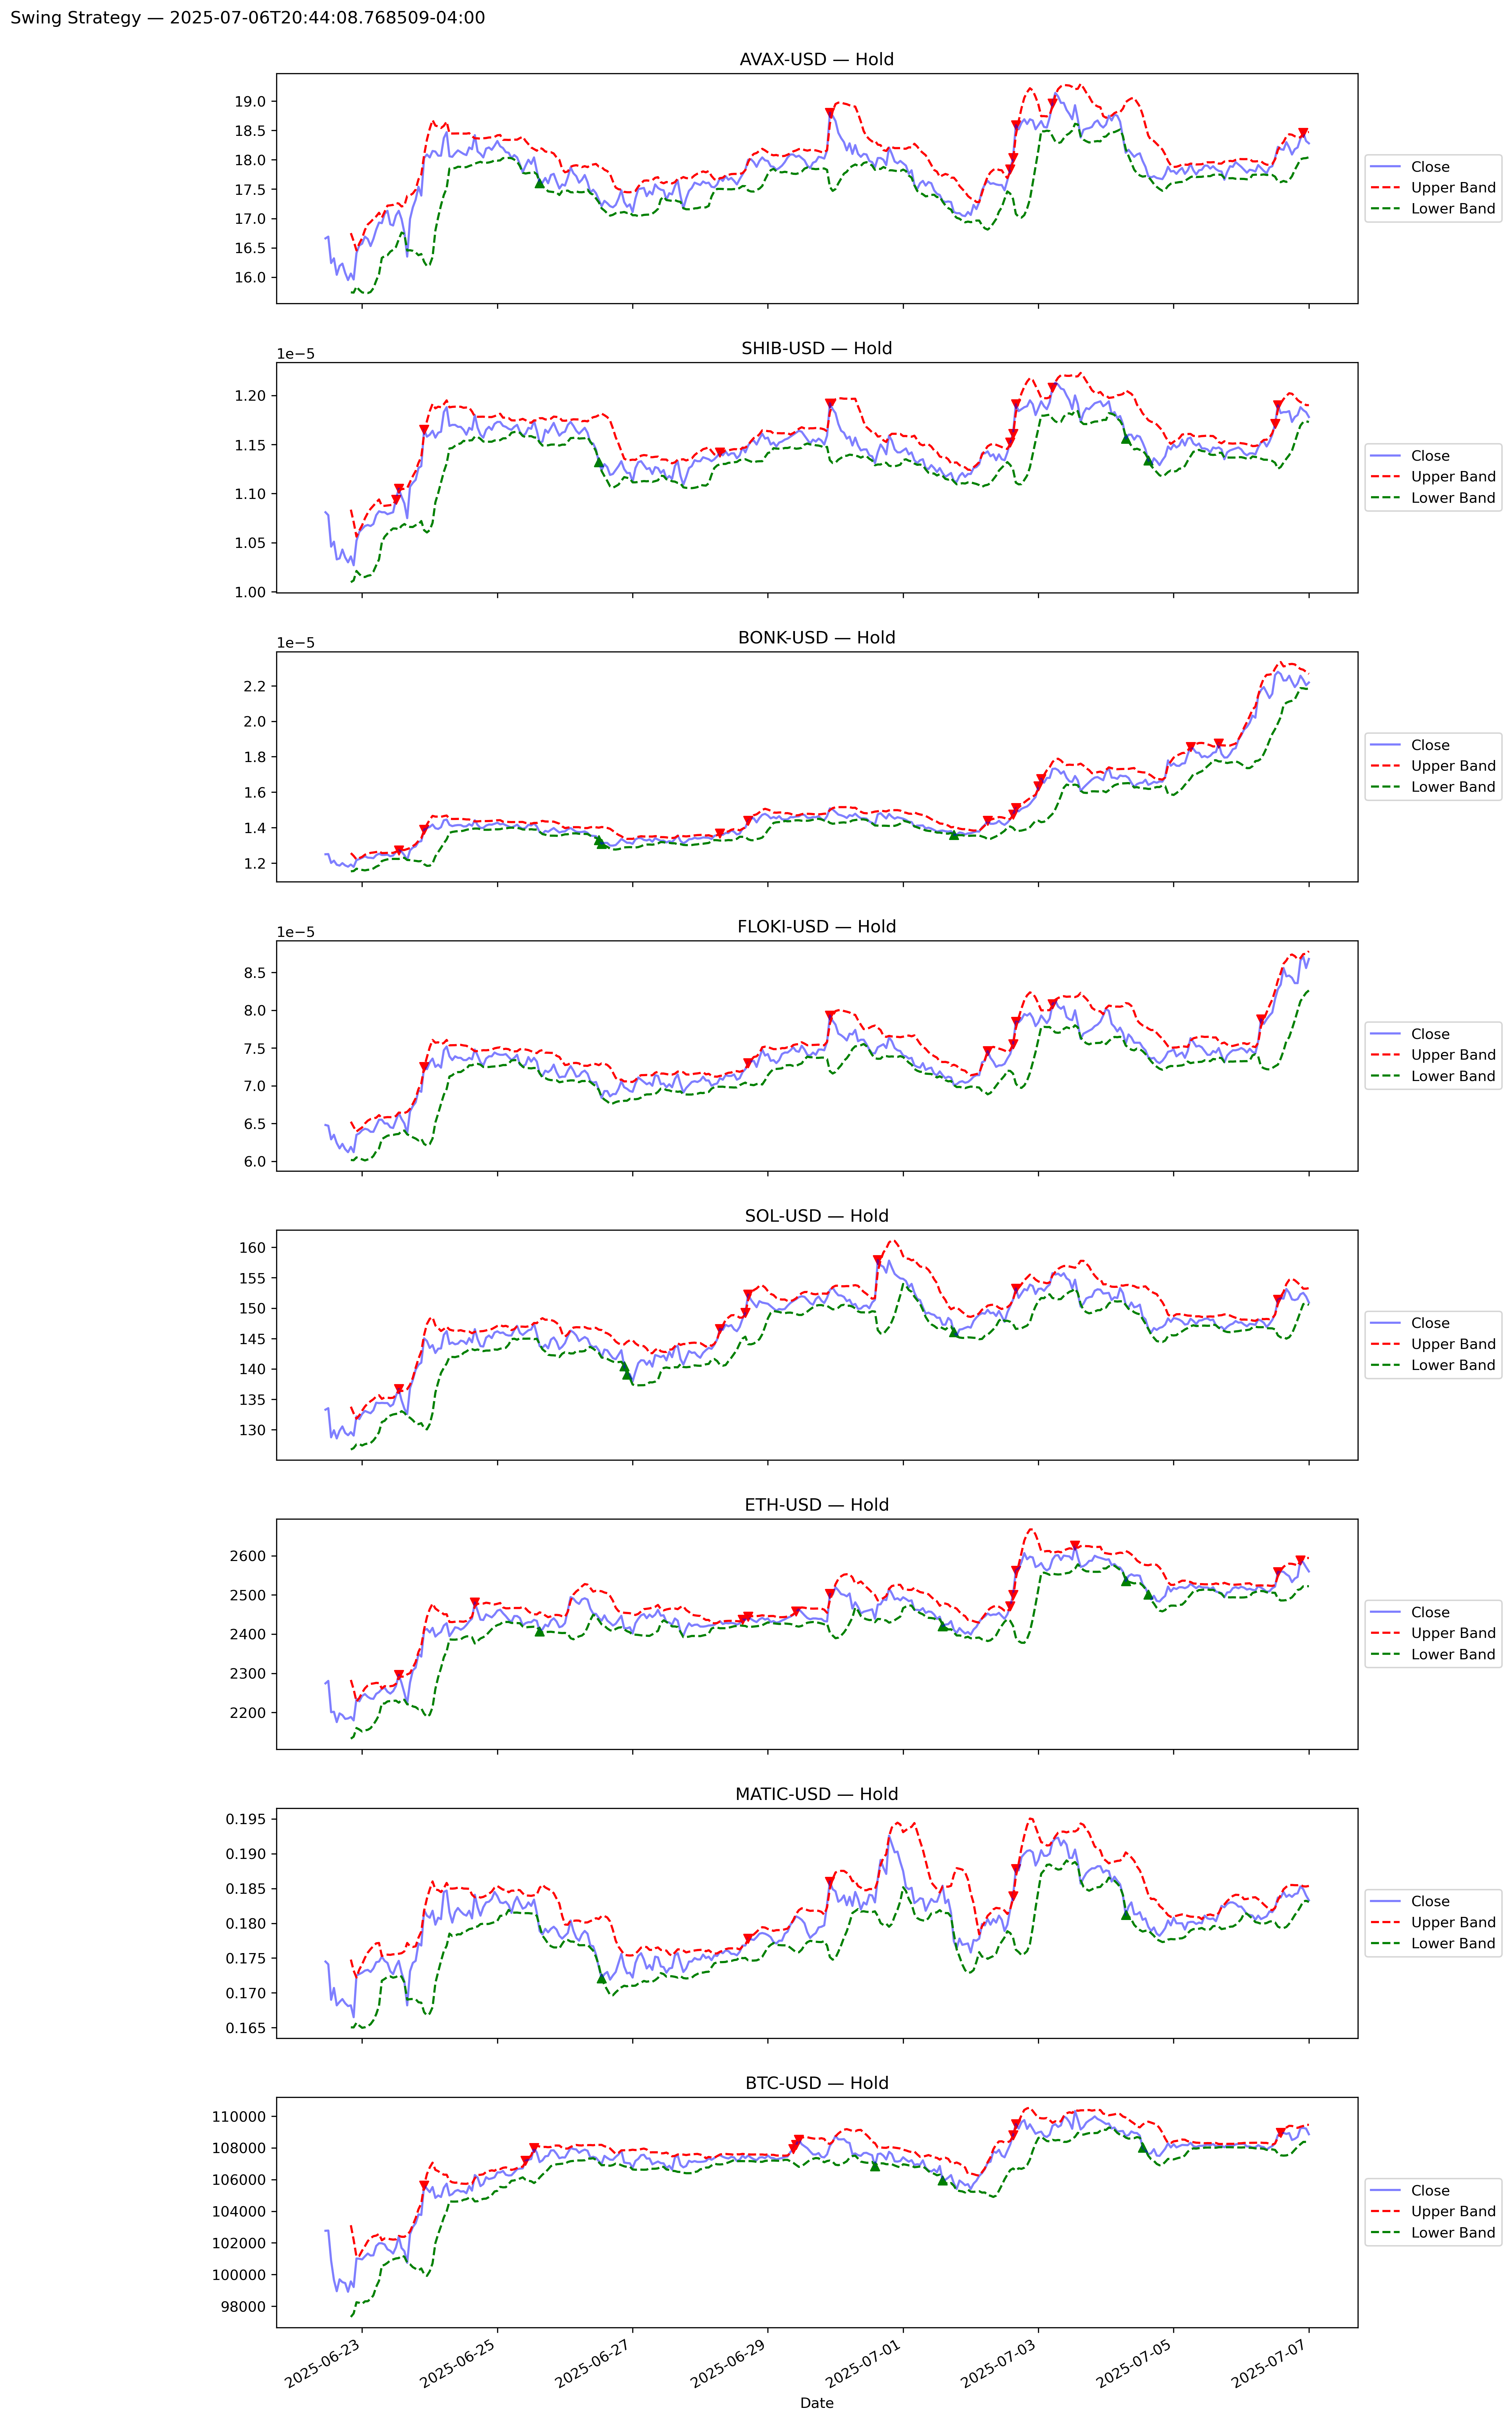 Swing Strategy — 2025-07-06T20:44:08.768509-04:00
AVAX-USD — Hold
19.0
18.5
18.0
17.5
17.0
16.5
16.0
Close
Upper Band
Lower Band
SHIB-USD — Hold
1e−5
1.20
1.15
1.10
1.05
1.00
Close
Upper Band
Lower Band
BONK-USD — Hold
1e−5
2.2
2.0
1.8
1.6
1.4
1.2
Close
Upper Band
Lower Band
FLOKI-USD — Hold
1e−5
8.5
8.0
7.5
7.0
6.5
6.0
Close
Upper Band
Lower Band
SOL-USD — Hold
160
155
150
145
140
135
130
Close
Upper Band
Lower Band
ETH-USD — Hold
2600
2500
2400
2300
2200
Close
Upper Band
Lower Band
MATIC-USD — Hold
0.195
0.190
0.185
0.180
0.175
0.170
0.165
Close
Upper Band
Lower Band
BTC-USD — Hold
110000
108000
106000
104000
102000
100000
98000
Close
Upper Band
Lower Band
2025-06-23
2025-06-25
2025-06-27
2025-06-29
2025-07-01
2025-07-03
2025-07-05
2025-07-07
Date